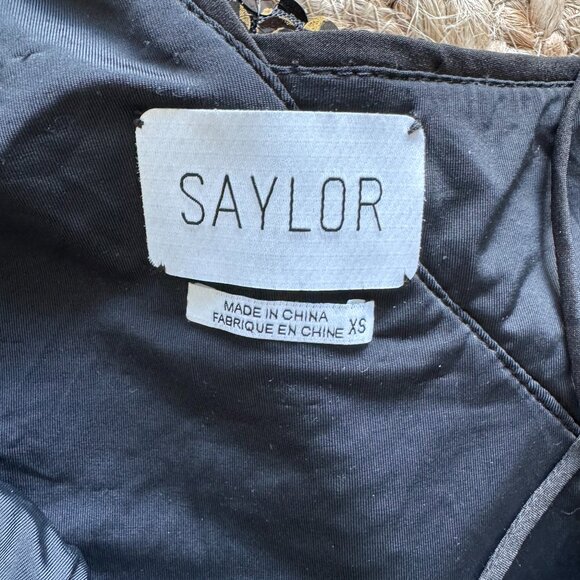 SAYLOR
MADE IN CHINA
FABRIQUE EN CHINE XS